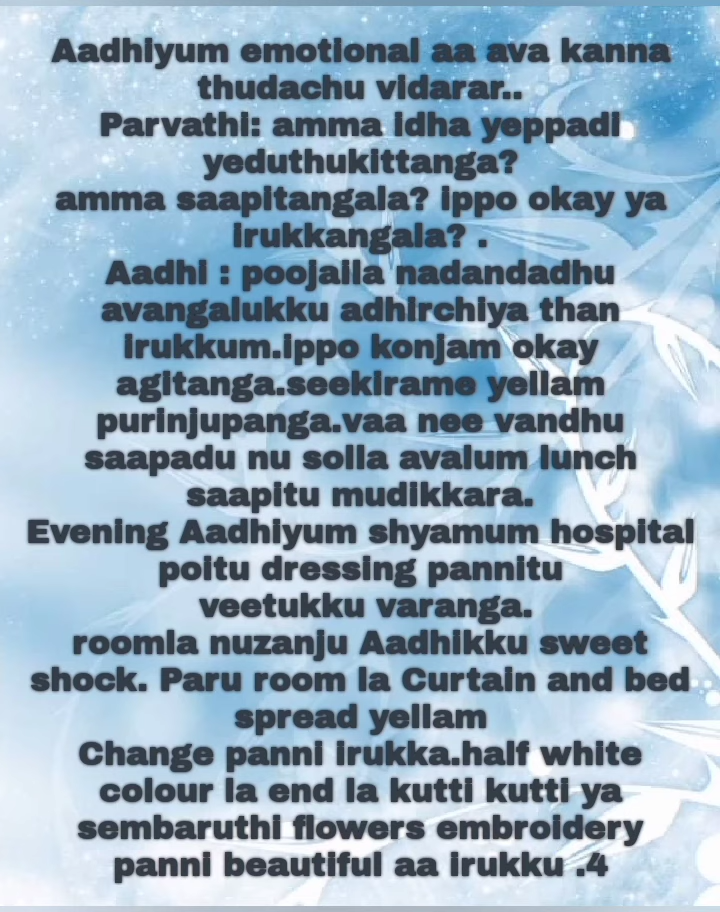 Aadhiyum emotional aa ava kanna
thudachu vidarar..
Parvathi: amma idha yeppadi
yeduthukittanga?
amma saapitangala? ippo okay ya
irukkangala? .
Aadhi : poojaila nadandadhu
avangalukku adhirchiya than
irukkum.ippo konjam okay
agitanga.seekirame yellam
purinjupanga.vaa nee vandhu
saapadu nu solla avalum lunch
saapitu mudikkara.
Evening Aadhiyum shyamum hospital
poitu dressing pannitu
veetukku varanga.
roomla nuzanju Aadhikku sweet
shock. Paru room la Curtain and bed
spread yellam
Change panni irukka.half white
colour la end la kutti kutti ya
sembaruthi flowers embroidery
panni beautiful aa irukku .4